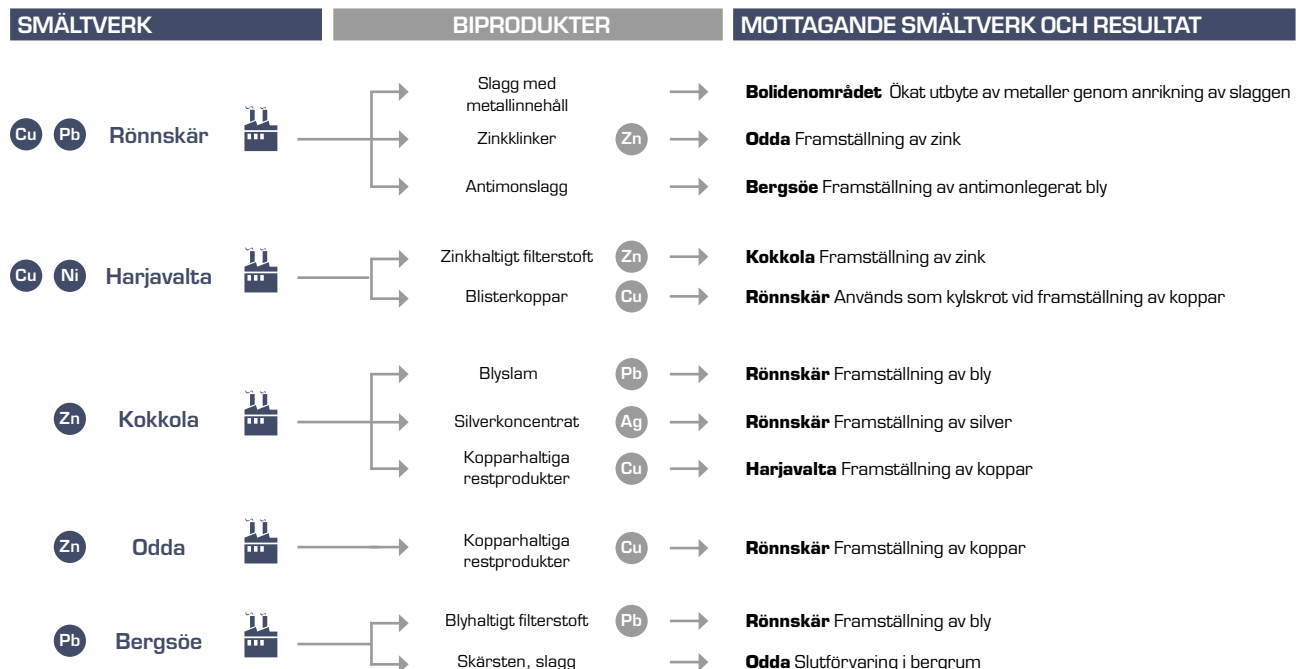 SMÄLTVERK
BIPRODUKTER
MOTTAGANDE SMÄLTVERK OCH RESULTAT
Cu Pb Rönnskär
Slagg med
metallinnehåll
Bolidenområdet Ökat utbyte av metaller genom anrikning av slaggen
Zinkklinker Zn
Odda Framställning av zink
Antimonslagg
Bergsöe Framställning av antimonlegerat bly
Cu Ni Harjavalta
Zinkhaltigt filterstoft Zn
Kokkola Framställning av zink
Blisterkoppar Cu
Rönnskär Används som kylskrot vid framställning av koppar
Zn Kokkola
Blyslam Pb
Rönnskär Framställning av bly
Silverkoncentrat Ag
Rönnskär Framställning av silver
Kopparhaltiga
restprodukter Cu
Harjavalta Framställning av koppar
Zn Odda
Kopparhaltiga
restprodukter Cu
Rönnskär Framställning av koppar
Pb Bergsöe
Blyhaltigt filterstoft Pb
Rönnskär Framställning av bly
Skärsten, slagg
Odda Slutförvaring i bergrum